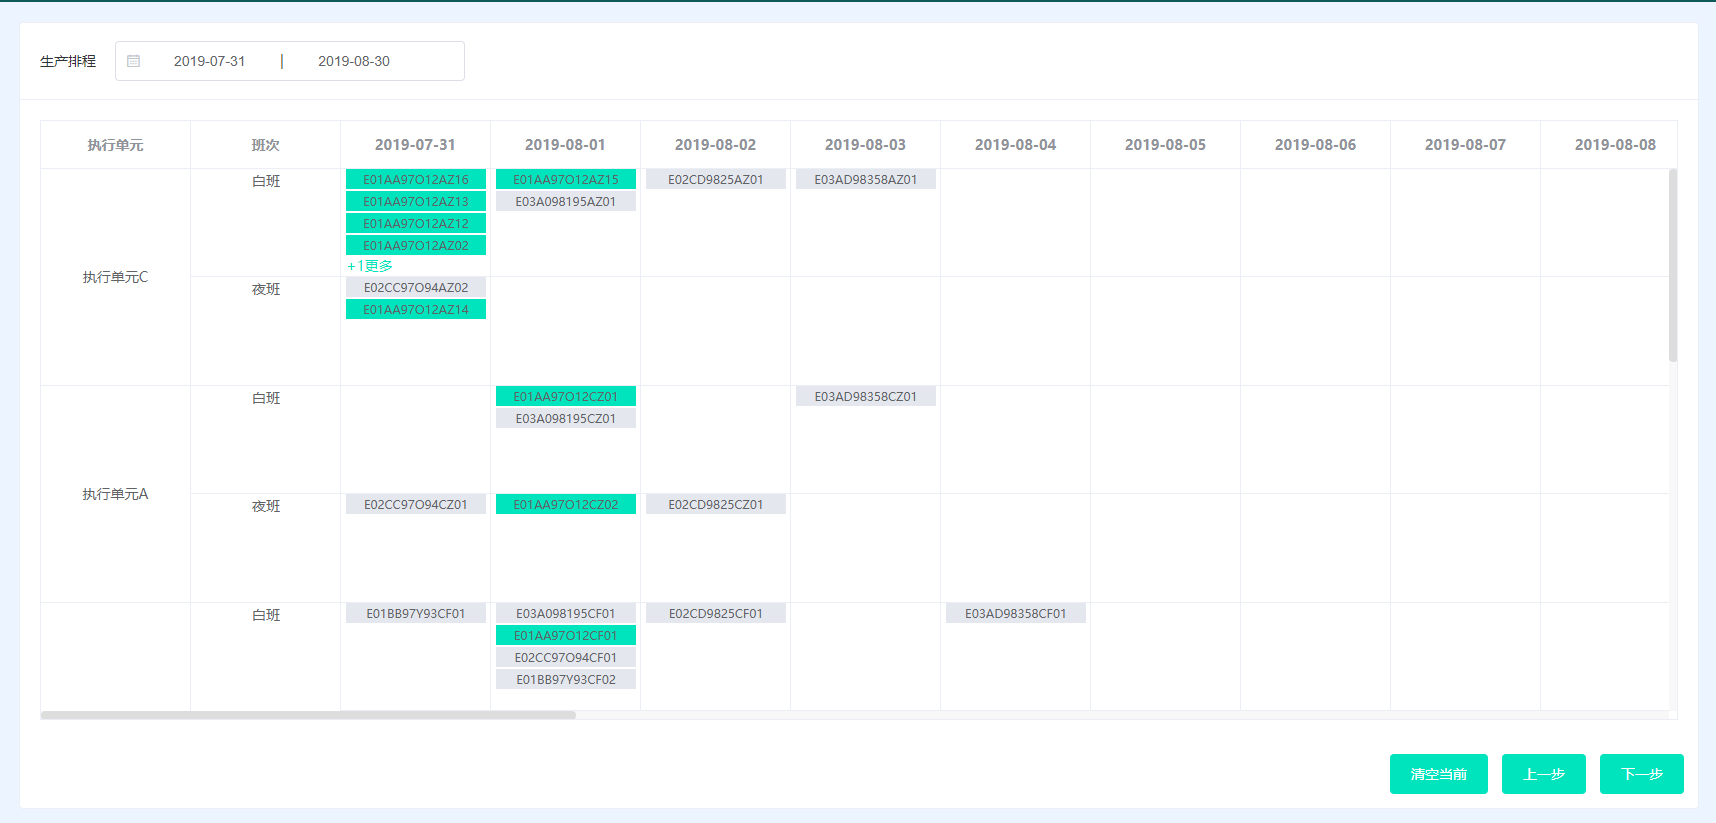 生产排程 2019-07-31 | 2019-08-30
执行单元 班次 2019-07-31 2019-08-01 2019-08-02 2019-08-03 2019-08-04 2019-08-05 2019-08-06 2019-08-07 2019-08-08
白班 E01AA97O12AZ16 E01AA97O12AZ15 E02CD9825AZ01 E03AD98358AZ01
E01AA97O12AZ13 E03A098195AZ01
E01AA97O12AZ12
E01AA97O12AZ02
+1更多
执行单元C
夜班 E02CC97O94AZ02
E01AA97O12AZ14
白班 E01AA97O12CZ01 E03AD98358CZ01
E03A098195CZ01
执行单元A
夜班 E02CC97O94CZ01 E01AA97O12CZ02 E02CD9825CZ01
白班 E01BB97Y93CF01 E03A098195CF01 E02CD9825CF01 E03AD98358CF01
E01AA97O12CF01
E02CC97O94CF01
E01BB97Y93CF02
清空当前 上一步 下一步